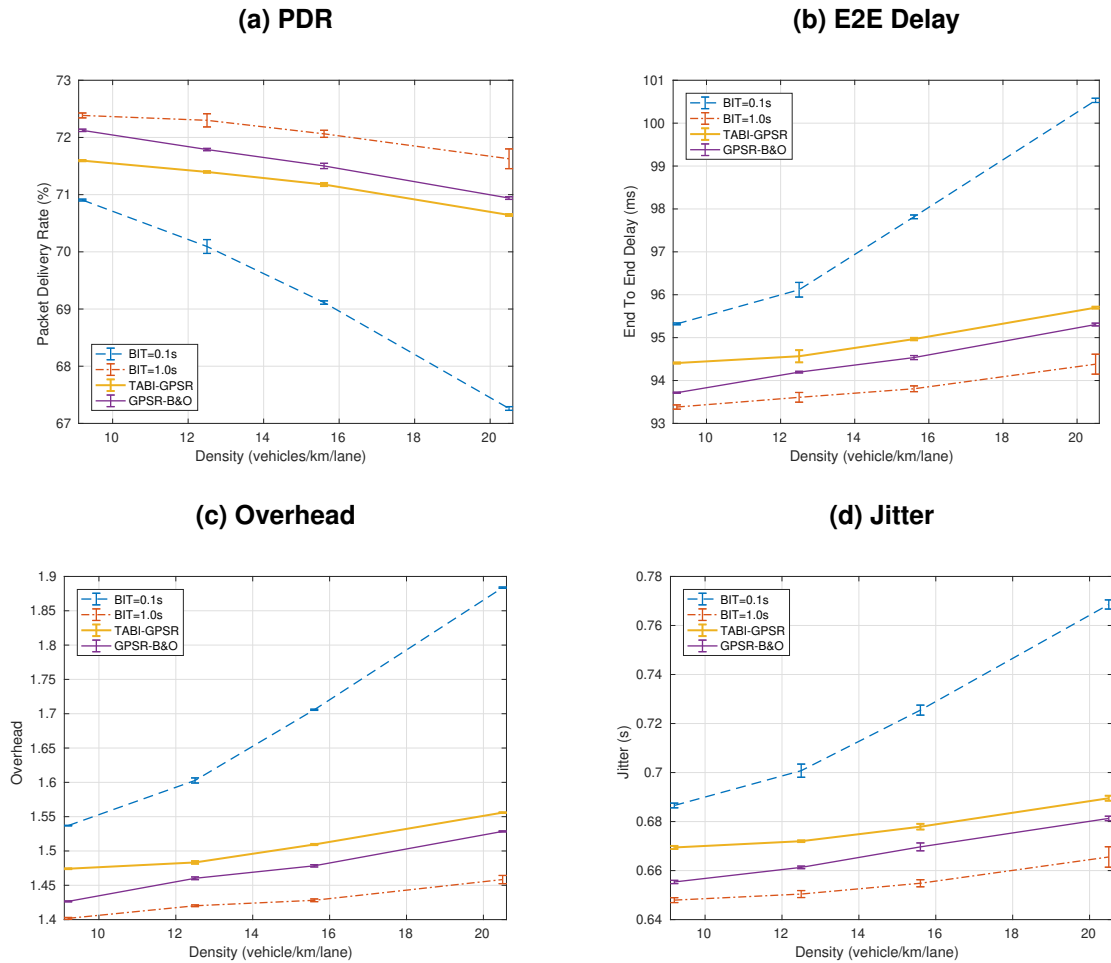 (a) PDR
73
72
71
70
69
68
67
Packet Delivery Rate (%)
BIT=0.1s
BIT=1.0s
TABI-GPSR
GPSR-B&O
10 12 14 16 18 20
Density (vehicles/km/lane)
(b) E2E Delay
101
100
99
98
97
96
95
94
93
End To End Delay (ms)
BIT=0.1s
BIT=1.0s
TABI-GPSR
GPSR-B&O
10 12 14 16 18 20
Density (vehicle/km/lane)
(c) Overhead
1.9
1.85
1.8
1.75
1.7
1.65
1.6
1.55
1.5
1.45
1.4
Overhead
BIT=0.1s
BIT=1.0s
TABI-GPSR
GPSR-B&O
10 12 14 16 18 20
Density (vehicle/km/lane)
(d) Jitter
0.78
0.76
0.74
0.72
0.7
0.68
0.66
0.64
Jitter (s)
BIT=0.1s
BIT=1.0s
TABI-GPSR
GPSR-B&O
10 12 14 16 18 20
Density (vehicle/km/lane)